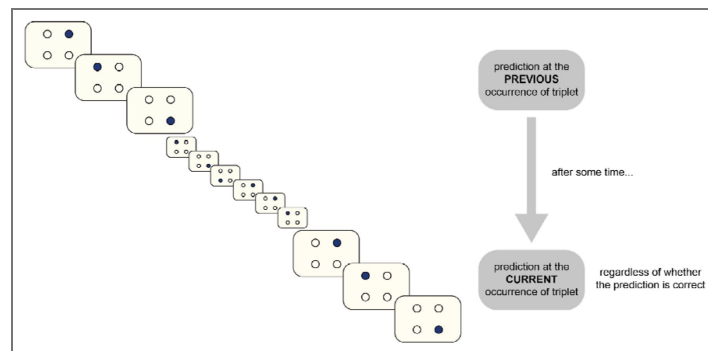 prediction at the
PREVIOUS
occurrence of triplet
after some time...
prediction at the
CURRENT
occurrence of triplet
regardless of whether
the prediction is correct